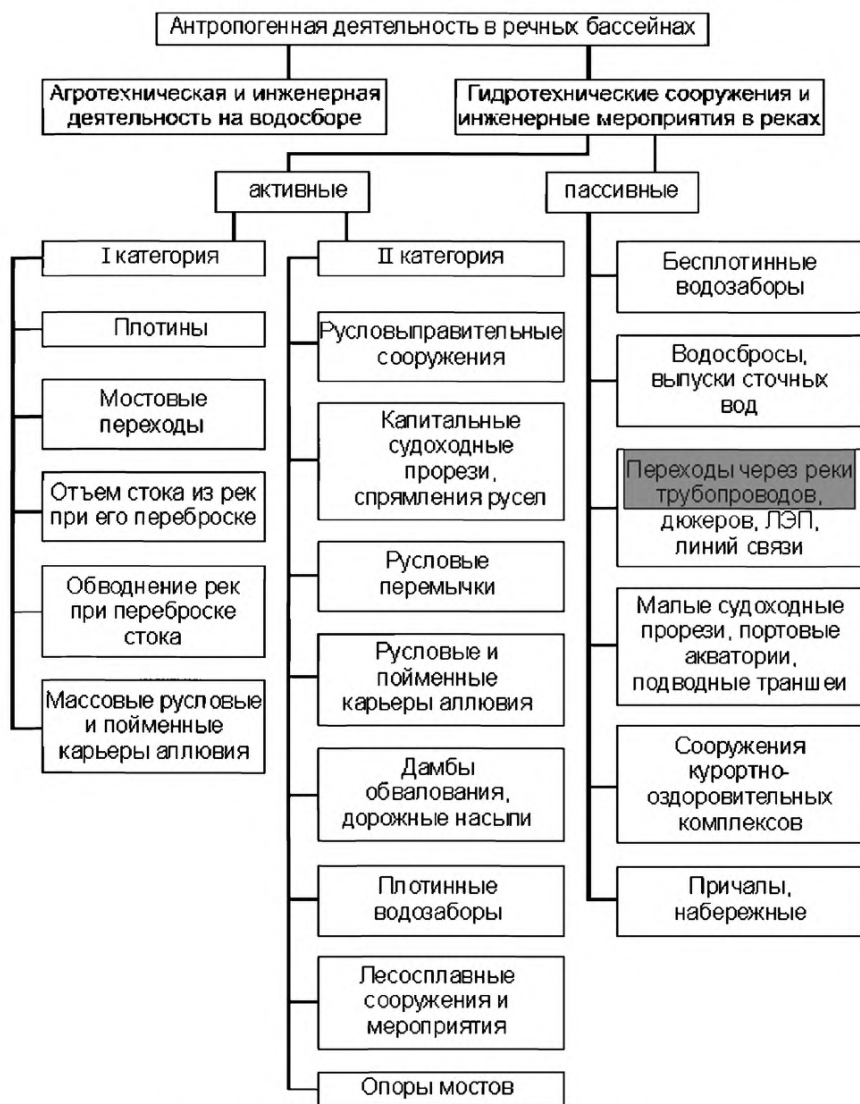 Антропогенная деятельность в речных бассейнах
Агротехническая и инженерная
деятельность на водосборе
Гидротехнические сооружения и
инженерные мероприятия в реках
активные
пассивные
I категория
Плотины
Мостовые
переходы
Отъем стока из рек
при его переброске
Обводнение рек
при переброске
стока
Массовые русловые
и пойменные
карьеры аллювия
II категория
Русловыправительные
сооружения
Капитальные
судоходные
прорези,
спрямления русел
Русловые
перемычки
Русловые и
пойменные
карьеры аллювия
Дамбы
обвалования,
дорожные насыпи
Плотинные
водозаборы
Лесосплавные
сооружения и
мероприятия
Опоры мостов
Бесплотинные
водозаборы
Водосбросы,
выпуски сточных
вод
Переходы через реки
трубопроводов,
дюкеров, ЛЭП,
линий связи
Малые судоходные
прорези, портовые
акватории,
подводные траншеи
Сооружения
курортно-
оздоровительных
комплексов
Причалы,
набережные